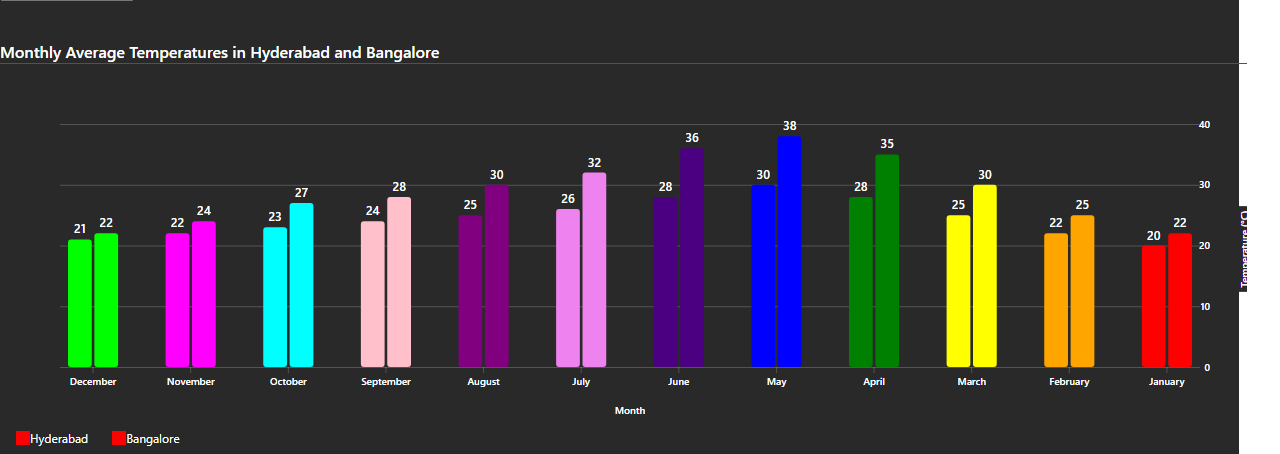 Monthly Average Temperatures in Hyderabad and Bangalore
40
30
20
10
0
Temperature (°C)
21 22 22 24 23 27 24 28 25 30 26 32 28 36 30 38 28 35 25 30 22 25 20 22
December November October September August July June May April March February January
Month
Hyderabad Bangalore